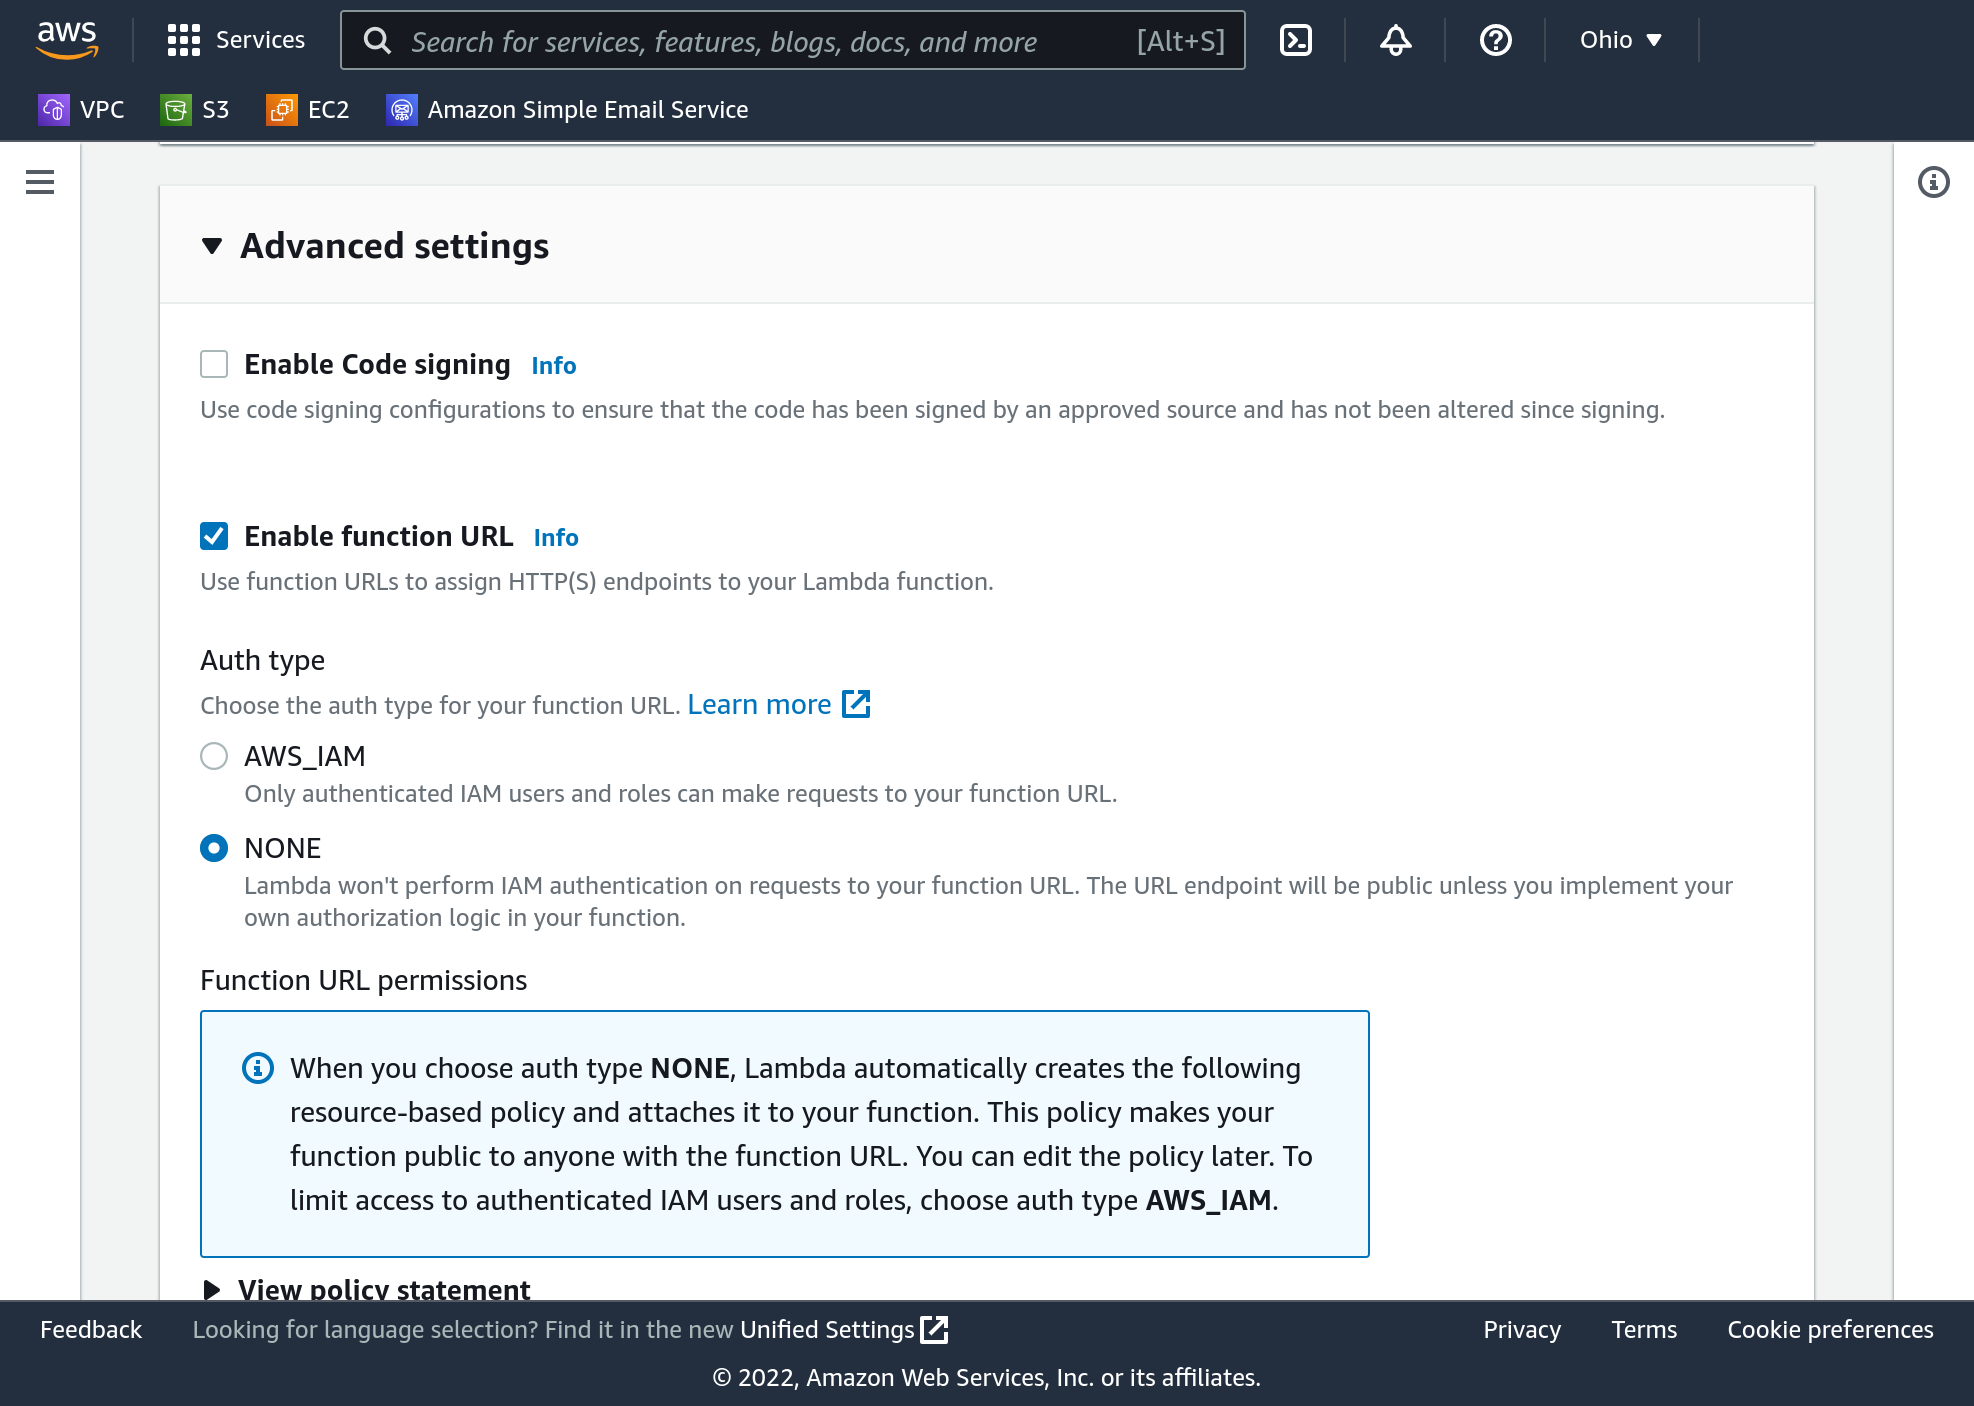 aws
Services
Search for services, features, blogs, docs, and more [Alt+S]
Ohio
VPC
S3
EC2
Amazon Simple Email Service
Advanced settings
Enable Code signing Info
Use code signing configurations to ensure that the code has been signed by an approved source and has not been altered since signing.
Enable function URL Info
Use function URLs to assign HTTP(S) endpoints to your Lambda function.
Auth type
Choose the auth type for your function URL. Learn more
AWS_IAM
Only authenticated IAM users and roles can make requests to your function URL.
NONE
Lambda won't perform IAM authentication on requests to your function URL. The URL endpoint will be public unless you implement your
own authorization logic in your function.
Function URL permissions
When you choose auth type NONE, Lambda automatically creates the following
resource-based policy and attaches it to your function. This policy makes your
function public to anyone with the function URL. You can edit the policy later. To
limit access to authenticated IAM users and roles, choose auth type AWS_IAM.
View policy statement
Feedback
Looking for language selection? Find it in the new Unified Settings
Privacy
Terms
Cookie preferences
© 2022, Amazon Web Services, Inc. or its affiliates.